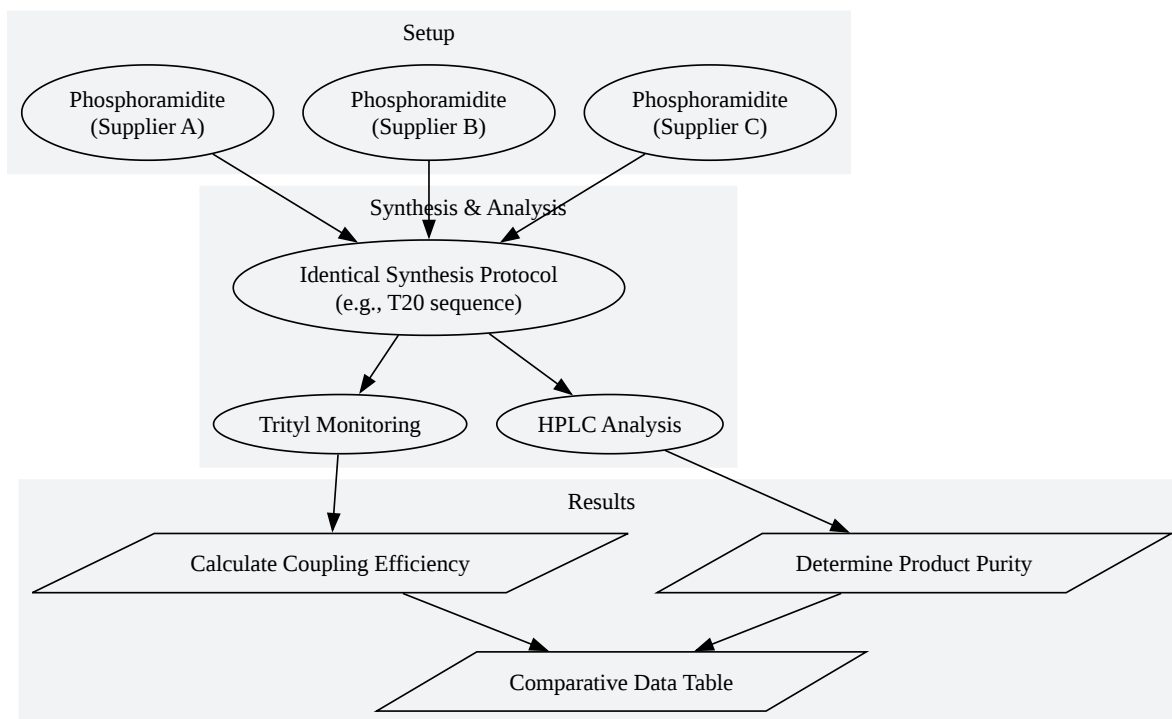 Setup
Phosphoramidite
(Supplier A)
Phosphoramidite
(Supplier B)
Phosphoramidite
(Supplier C)
Synthesis & Analysis
Identical Synthesis Protocol
(e.g., T20 sequence)
Trityl Monitoring
HPLC Analysis
Results
Calculate Coupling Efficiency
Determine Product Purity
Comparative Data Table